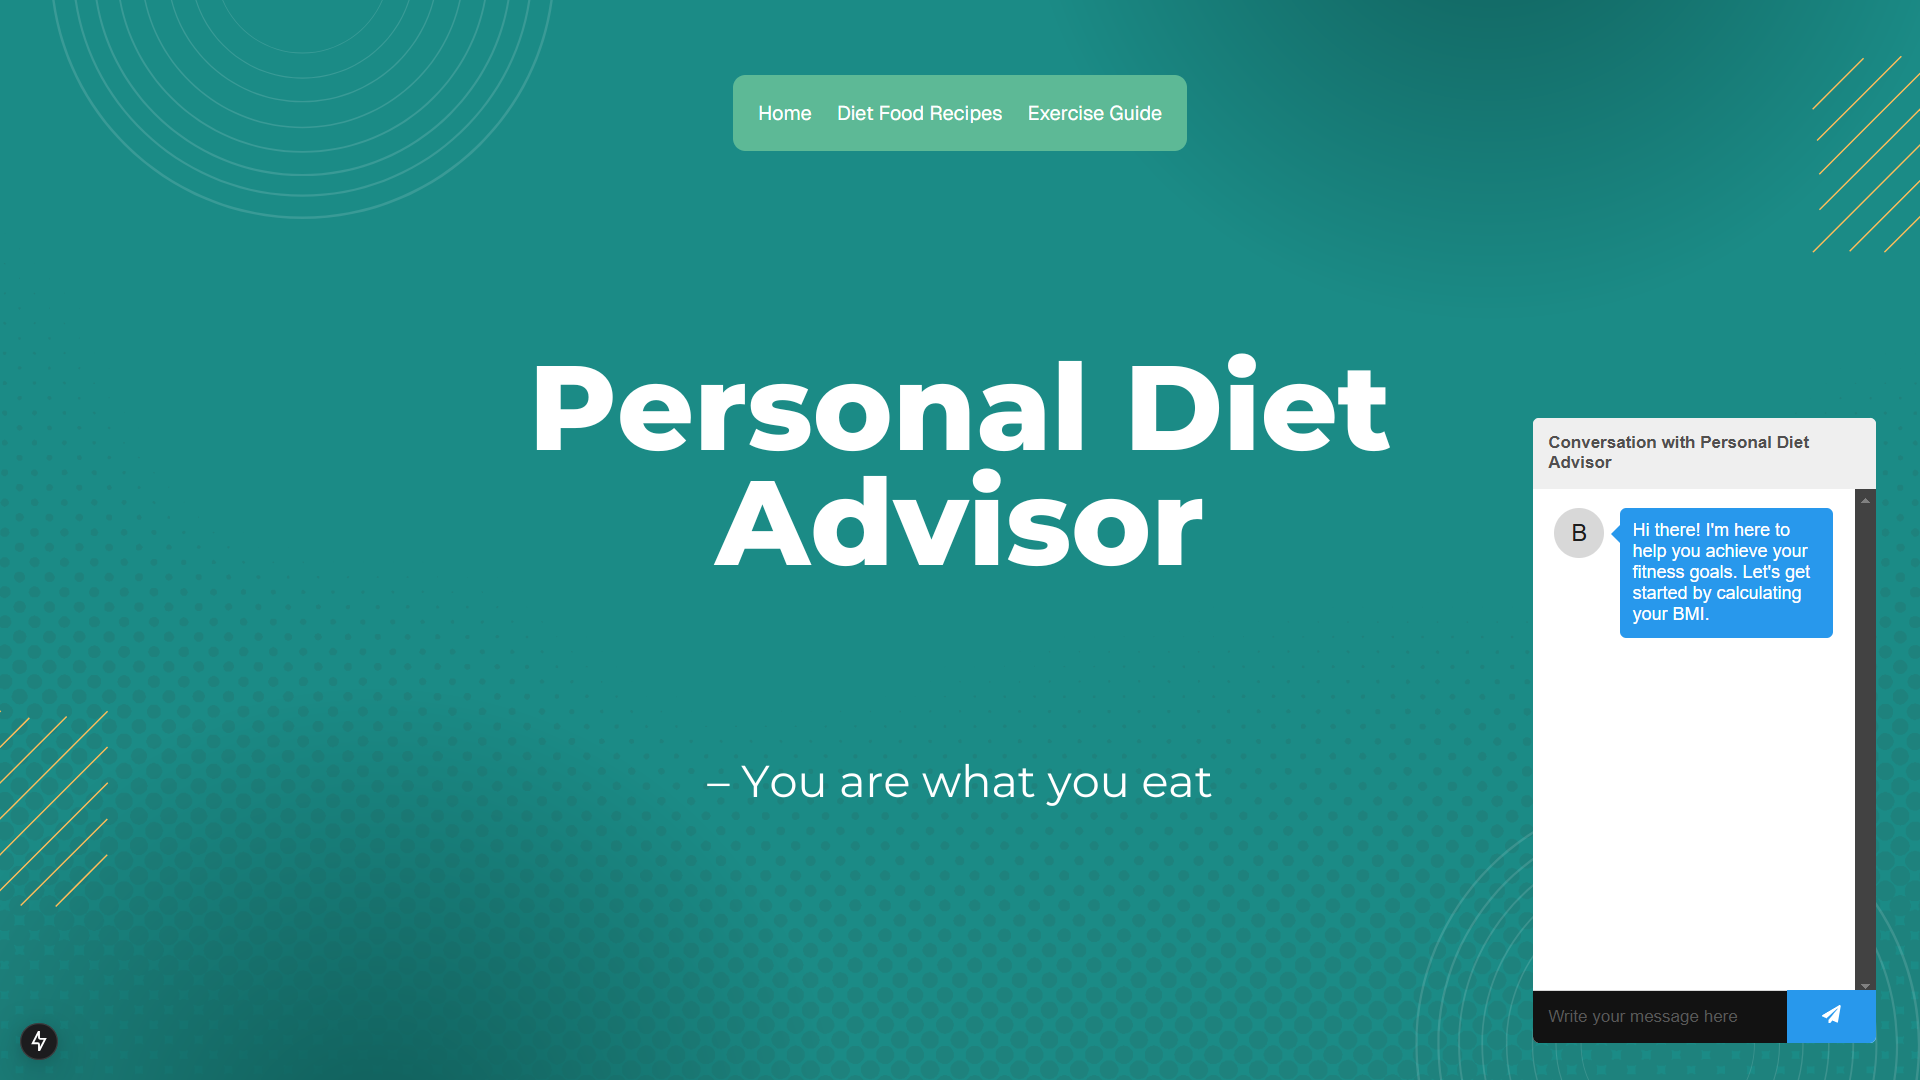 Home Diet Food Recipes Exercise Guide
Personal Diet
Advisor
– You are what you eat
Conversation with Personal Diet
Advisor
B
Hi there! I'm here to
help you achieve your
fitness goals. Let's get
started by calculating
your BMI.
Write your message here